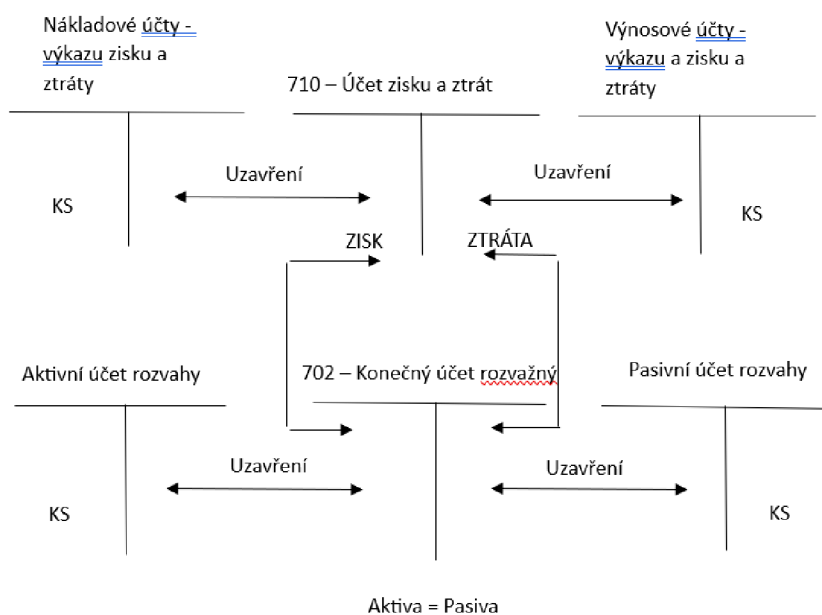 Nákladové účty -
výkazu zisku a
ztráty
710 – Účet zisku a ztrát
Výnosové účty -
výkazu a zisku a
ztráty
Uzavření
Uzavření
KS
KS
ZISK
ZTRÁTA
Aktivní účet rozvahy
702 – Konečný účet rozvažný
Pasivní účet rozvahy
Uzavření
Uzavření
KS
KS
Aktiva = Pasiva